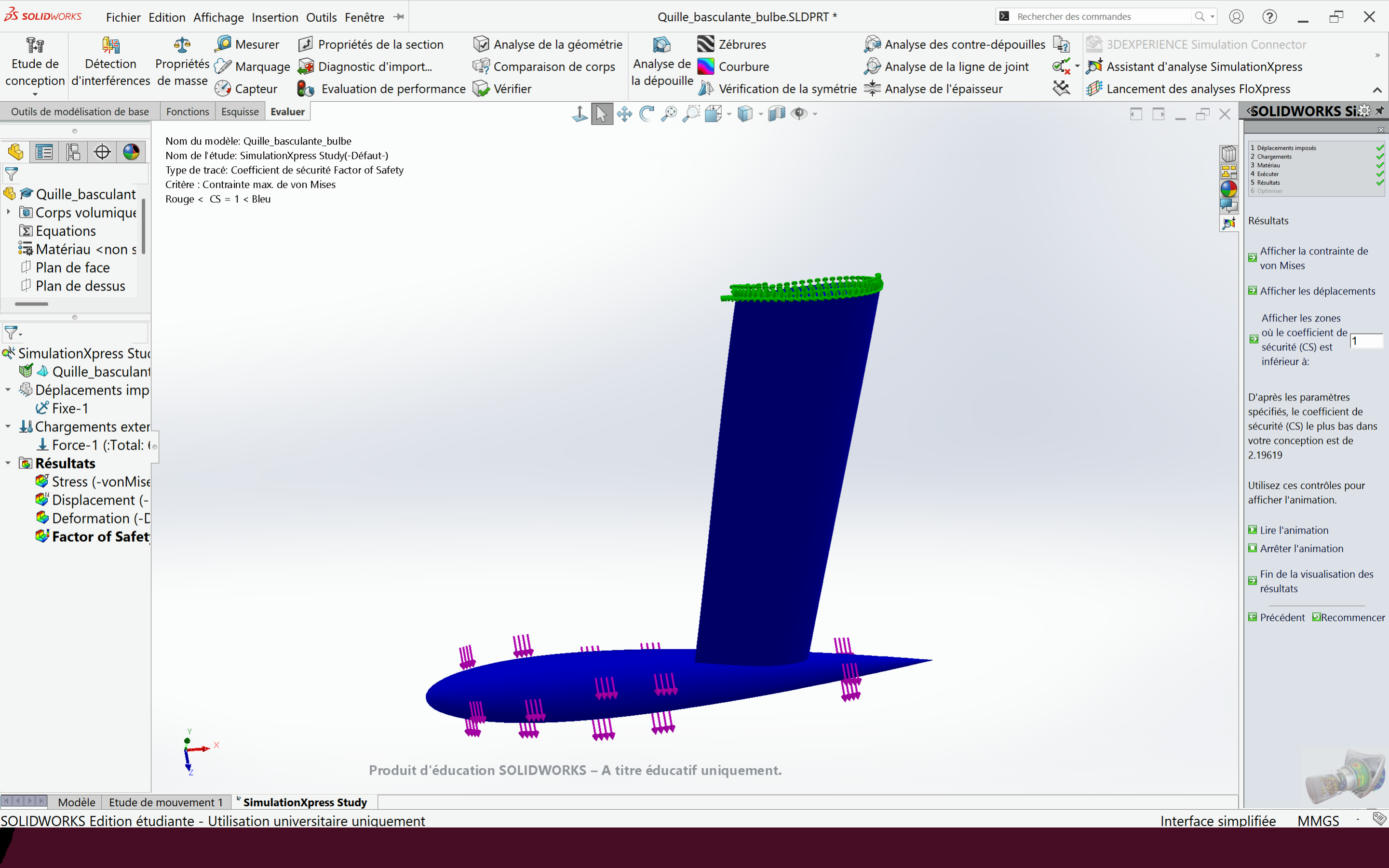 SOLIDWORKS
Fichier Edition Affichage Insertion Outils Fenêtre
Quille_basculante_bulbe.SLDPRT *
Rechercher des commandes
Etude de conception
Détection d'interférences
Propriétés de masse
Mesurer
Marquage
Capteur
Propriétés de la section
Diagnostic d'import...
Evaluation de performance
Analyse de la géométrie
Comparaison de corps
Vérifier
Analyse de la dépouille
Zébrures
Courbure
Vérification de la symétrie
Analyse des contre-dépouilles
Analyse de la ligne de joint
Analyse de l'épaisseur
3DEXPERIENCE Simulation Connector
Assistant d'analyse SimulationXpress
Lancement des analyses FloXpress
Outils de modélisation de base Fonctions Esquisse Evaluer
Quille_basculant
Corps volumique
Equations
Matériau <non s
Plan de face
Plan de dessus
SimulationXpress Stud
Quille_basculant
Déplacements imp
Fixe-1
Chargements exter
Force-1 (:Total:
Résultats
Stress (-vonMise
Displacement (-
Deformation (-D
Factor of Safet
Nom du modèle: Quille_basculante_bulbe
Nom de l'étude: SimulationXpress Study(-Défaut-)
Type de tracé: Coefficient de sécurité Factor of Safety
Critère : Contrainte max. de von Mises
Rouge < CS = 1 < Bleu
Y
X
Z
Produit d'éducation SOLIDWORKS – A titre éducatif uniquement.
SOLIDWORKS Si...
1 Déplacements imposés
2 Chargements
3 Matériau
4 Exécuter
5 Résultats
6 Optimiser
Résultats
Afficher la contrainte de
von Mises
Afficher les déplacements
Afficher les zones
où le coefficient de
sécurité (CS) est
inférieur à:
1
D'après les paramètres
spécifiés, le coefficient de
sécurité (CS) le plus bas dans
votre conception est de
2.19619
Utilisez ces contrôles pour
afficher l'animation.
Lire l'animation
Arrêter l'animation
Fin de la visualisation des
résultats
Précédent Recommencer
Modèle Etude de mouvement 1 SimulationXpress Study
SOLIDWORKS Edition étudiante - Utilisation universitaire uniquement
Interface simplifiée MMGS